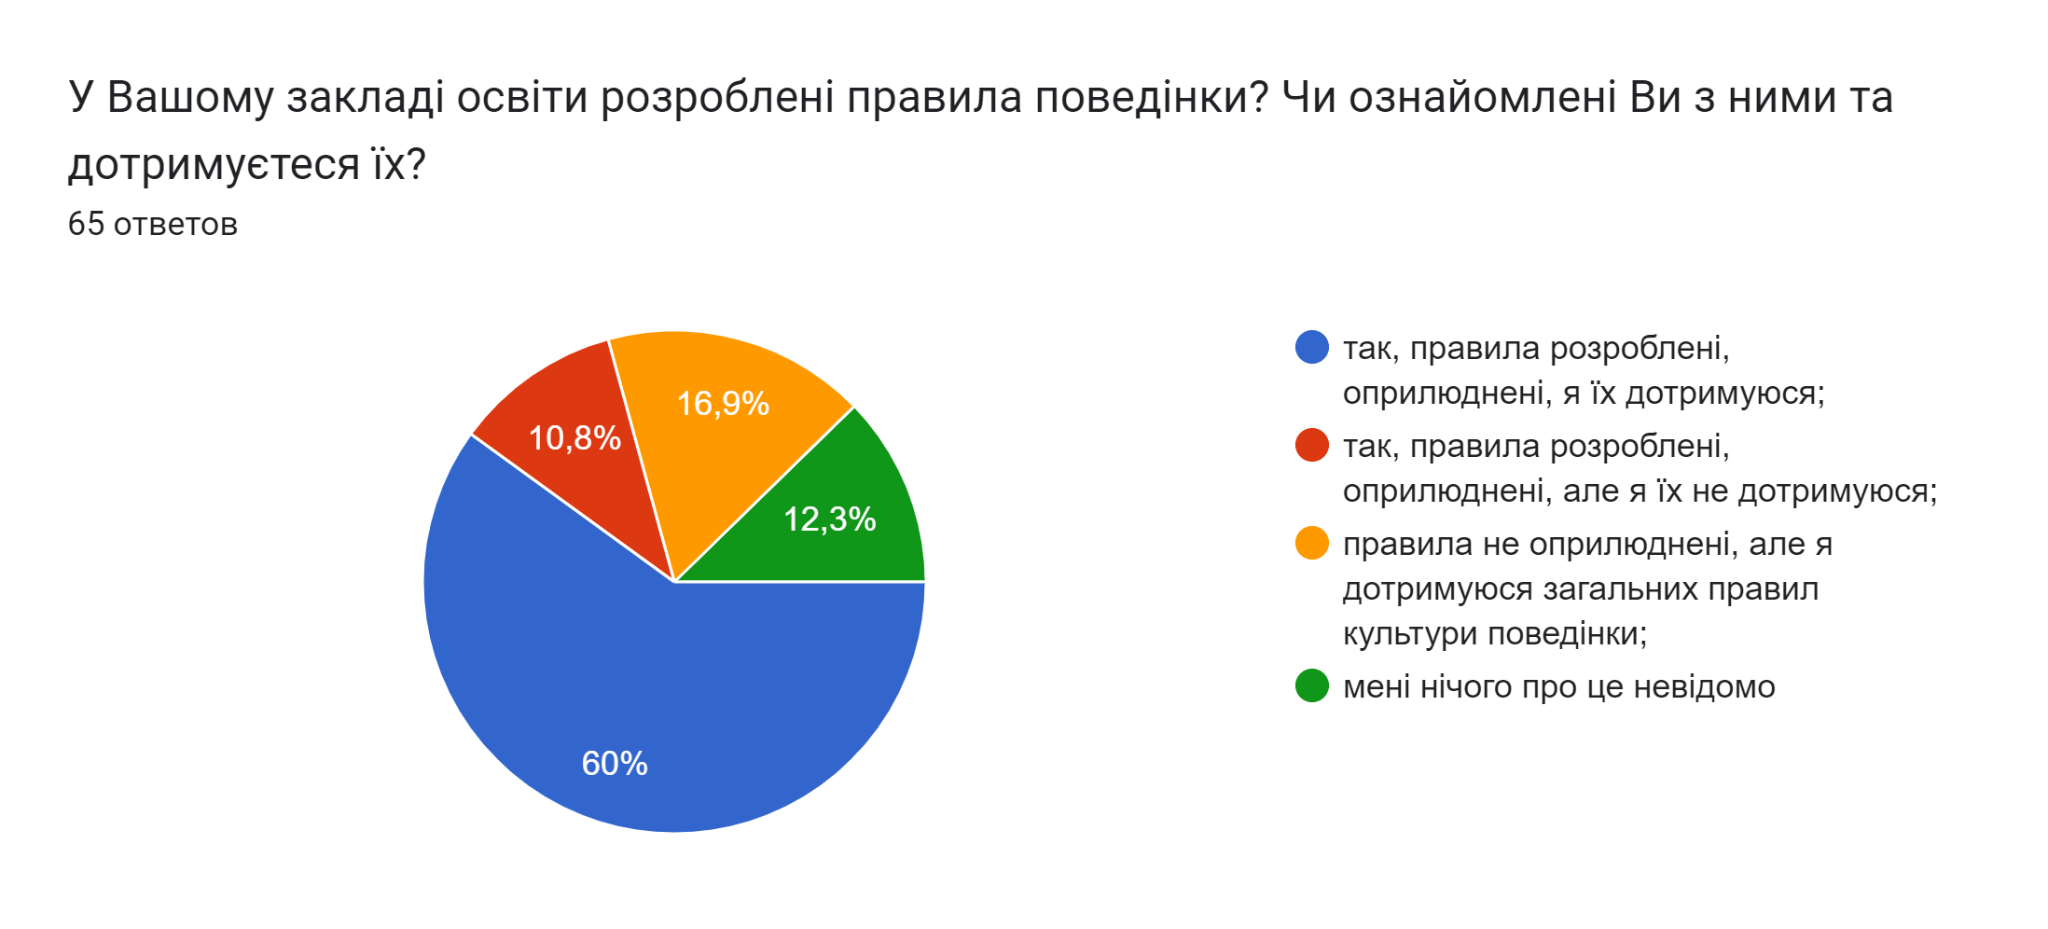 У Вашому закладі освіти розроблені правила поведінки? Чи ознайомлені Ви з ними та
дотримуєтеся їх?
65 ответов
16,9%
10,8%
12,3%
60%
так, правила розроблені,
оприлюднені, я їх дотримуюся;
так, правила розроблені,
оприлюднені, але я їх не дотримуюся;
правила не оприлюднені, але я
дотримуюся загальних правил
культури поведінки;
мені нічого про це невідомо